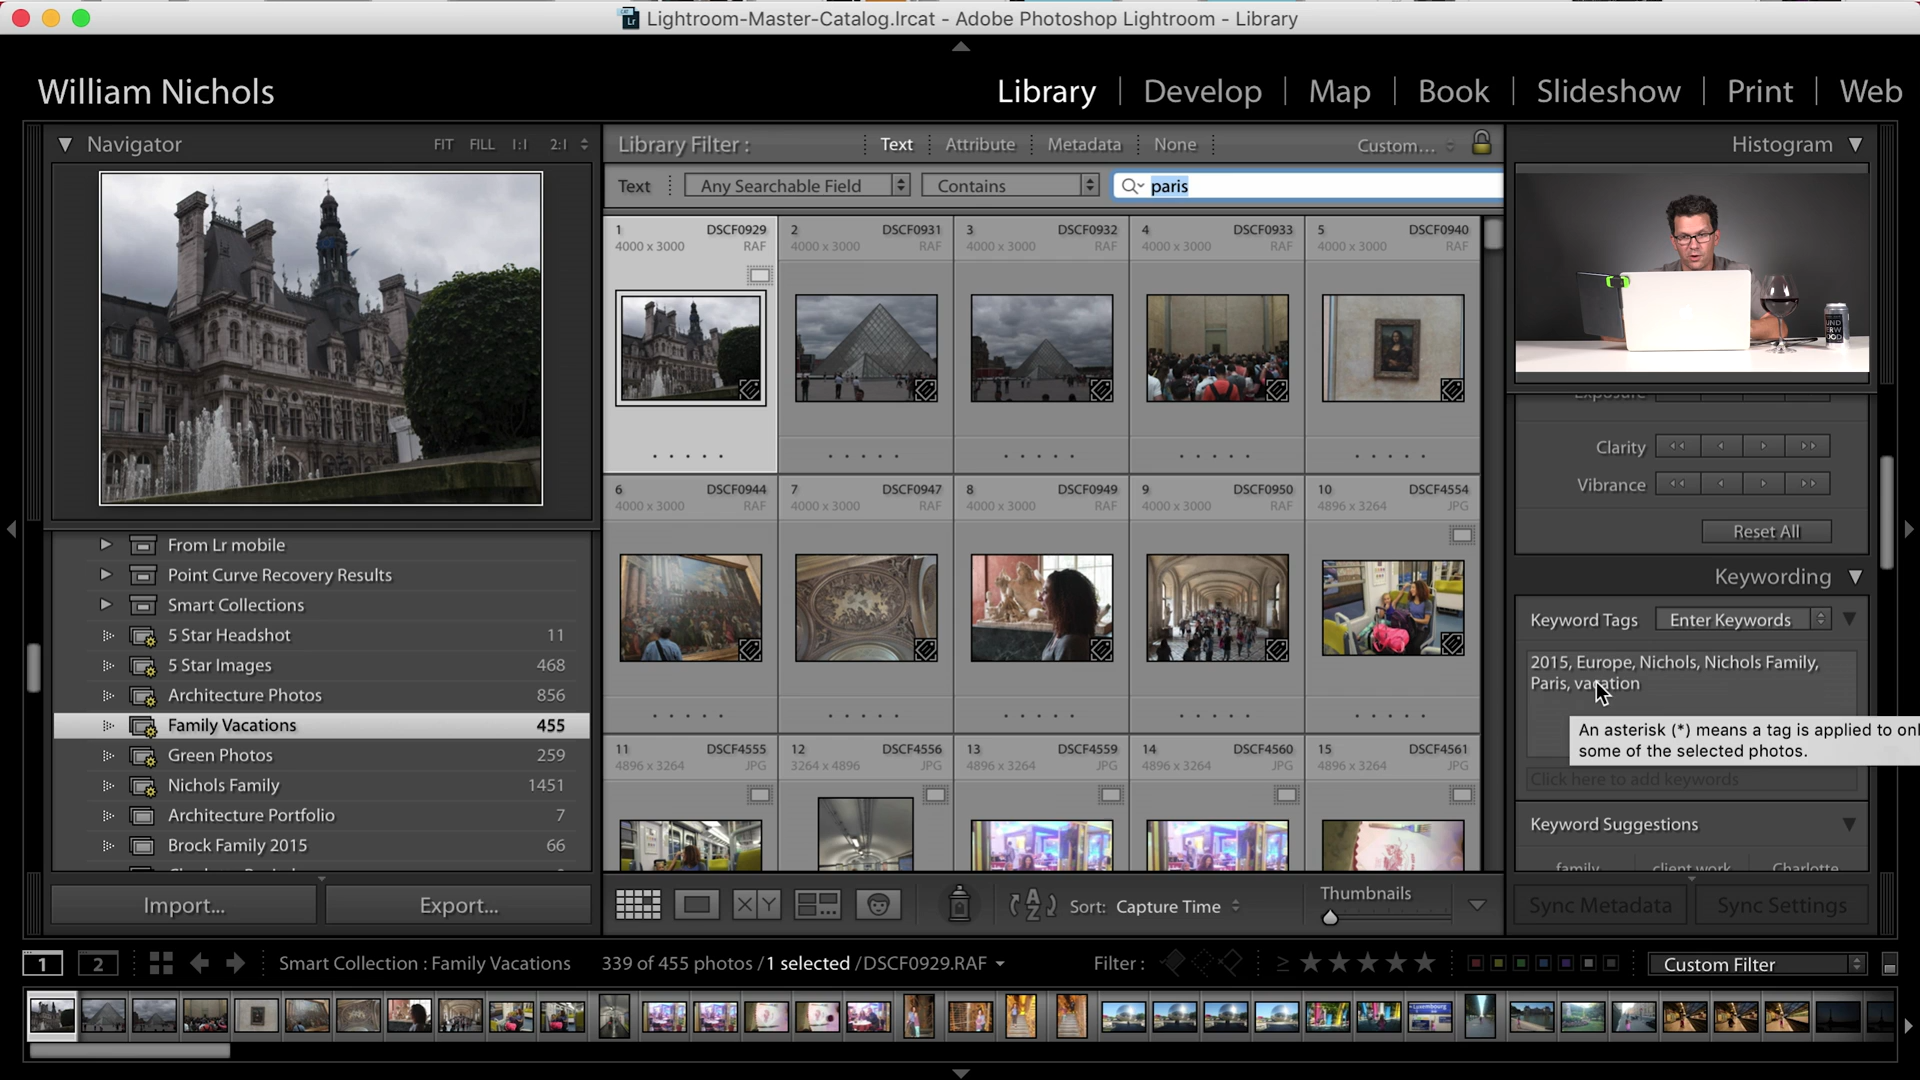 Lightroom-Master-Catalog.lrcat - Adobe Photoshop Lightroom - Library
William Nichols
Library | Develop | Map | Book | Slideshow | Print | Web
Navigator FIT FILL 1:1 2:1
Library Filter : Text Attribute Metadata None Custom...
Histogram
Text Any Searchable Field Contains paris
1 DSCF0929 2 DSCF0931 3 DSCF0932 4 DSCF0933 5 DSCF0940
4000 x 3000 RAF 4000 x 3000 RAF 4000 x 3000 RAF 4000 x 3000 RAF 4000 x 3000 RAF
Exposure
Clarity
Vibrance
Reset All
6 DSCF0944 7 DSCF0947 8 DSCF0949 9 DSCF0950 10 DSCF4554
4000 x 3000 RAF 4000 x 3000 RAF 4000 x 3000 RAF 4000 x 3000 RAF 4896 x 3264 JPG
From Lr mobile
Point Curve Recovery Results
Smart Collections
5 Star Headshot 11
5 Star Images 468
Architecture Photos 856
Family Vacations 455
Green Photos 259
Nichols Family 1451
Architecture Portfolio 7
Brock Family 2015 66
Keywording
Keyword Tags Enter Keywords
2015, Europe, Nichols, Nichols Family,
Paris, vacation
An asterisk (*) means a tag is applied to onl
some of the selected photos.
Click here to add keywords
Keyword Suggestions
family client work Charlotte
11 DSCF4555 12 DSCF4556 13 DSCF4559 14 DSCF4560 15 DSCF4561
4896 x 3264 JPG 3264 x 4896 JPG 4896 x 3264 JPG 4896 x 3264 JPG 4896 x 3264 JPG
Import... Export...
X Y
A
Z
Sort: Capture Time
Thumbnails
Sync Metadata Sync Settings
1 2 Smart Collection : Family Vacations 339 of 455 photos / 1 selected / DSCF0929.RAF Filter : ≥ ★★★★★ Custom Filter